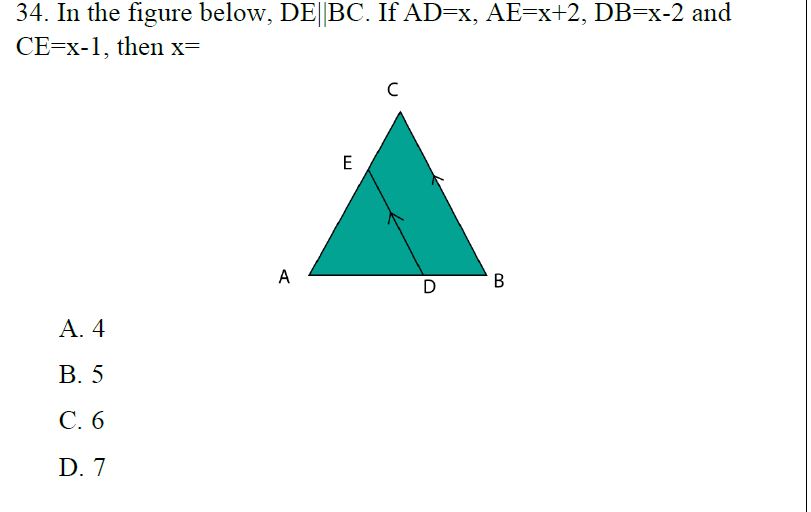 34. In the figure below, DE||BC. If AD=x, AE=x+2, DB=x-2 and
CE=x-1, then x=
C
E
A
D
B
A. 4
B. 5
C. 6
D. 7